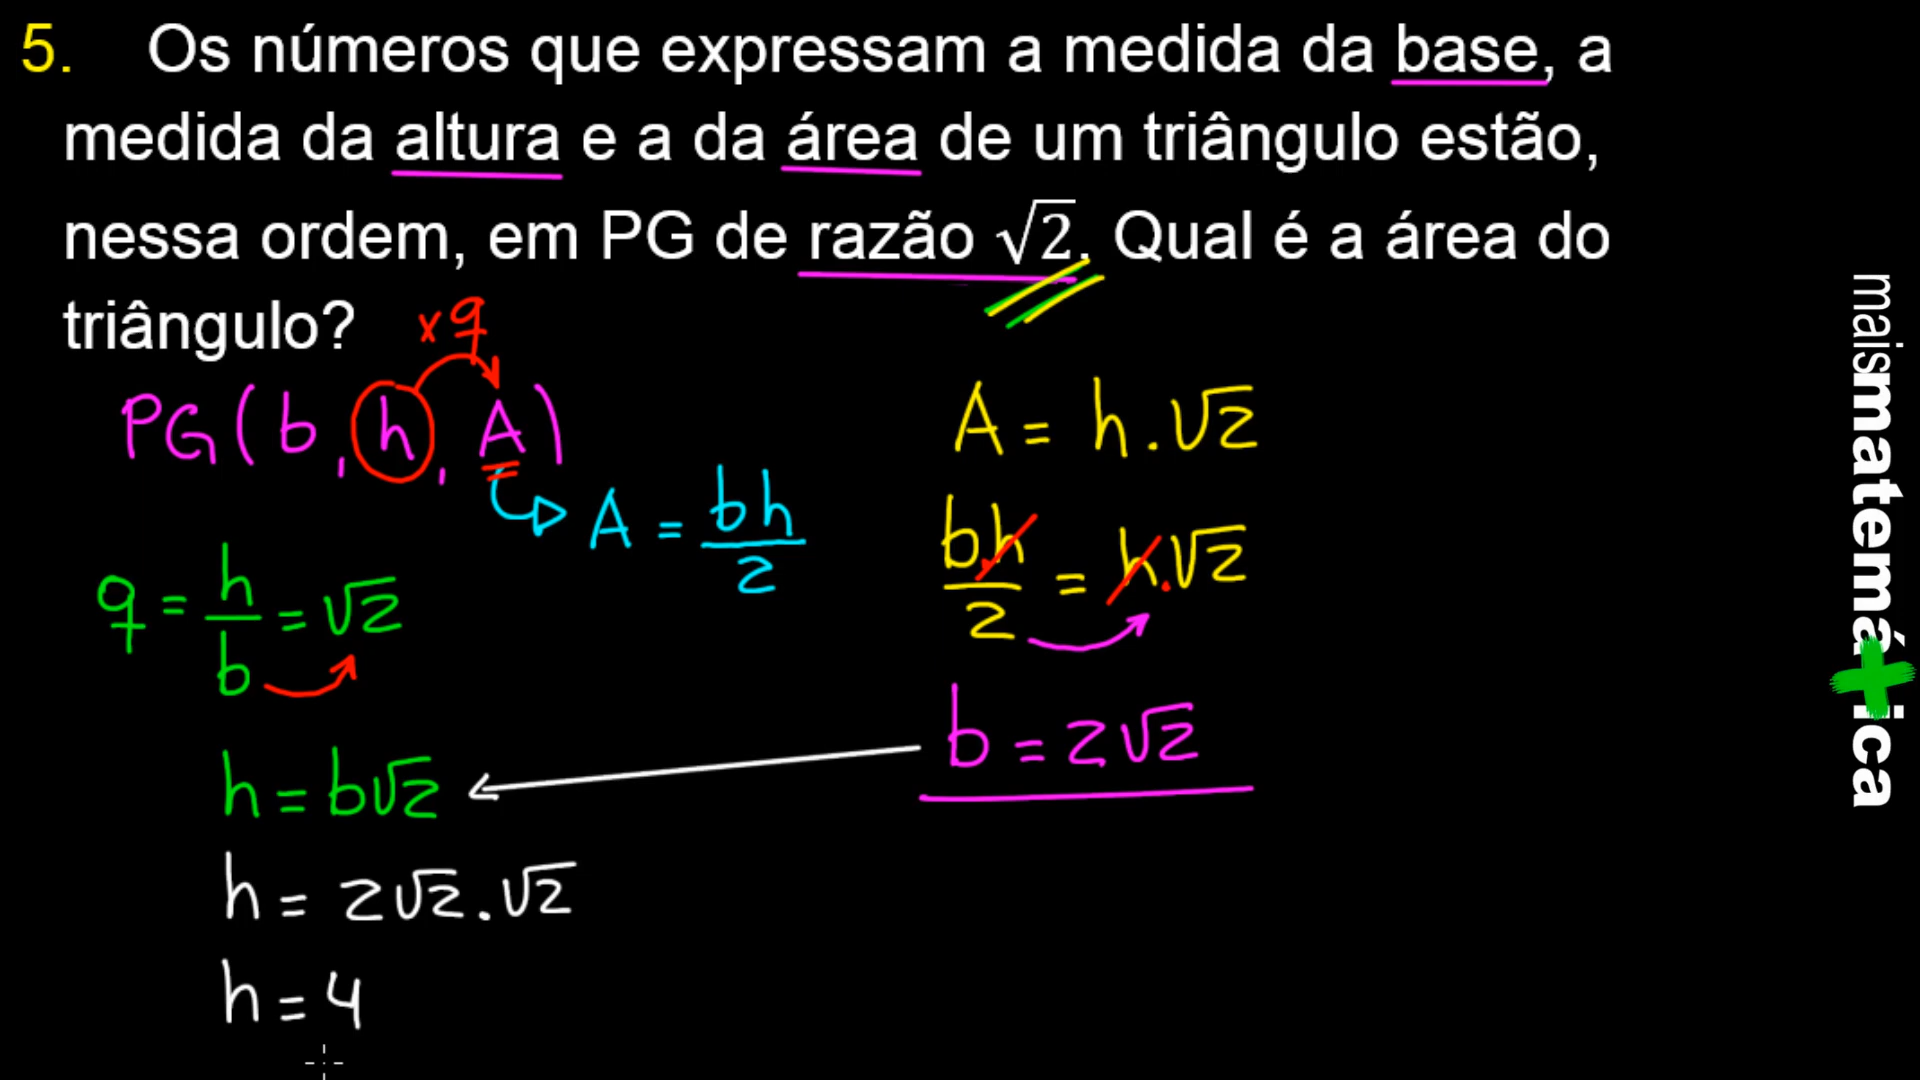 5. Os números que expressam a medida da base, a
medida da altura e a da área de um triângulo estão,
nessa ordem, em PG de razão √2. Qual é a área do
triângulo?
×q
PG(b, h, A)
A = bh/2
q = h/b = √2
h = b√2
h = 2√2.√2
h = 4
A = h.√2
b.h/2 = h.√2
b = 2√2
maismatemá+ica